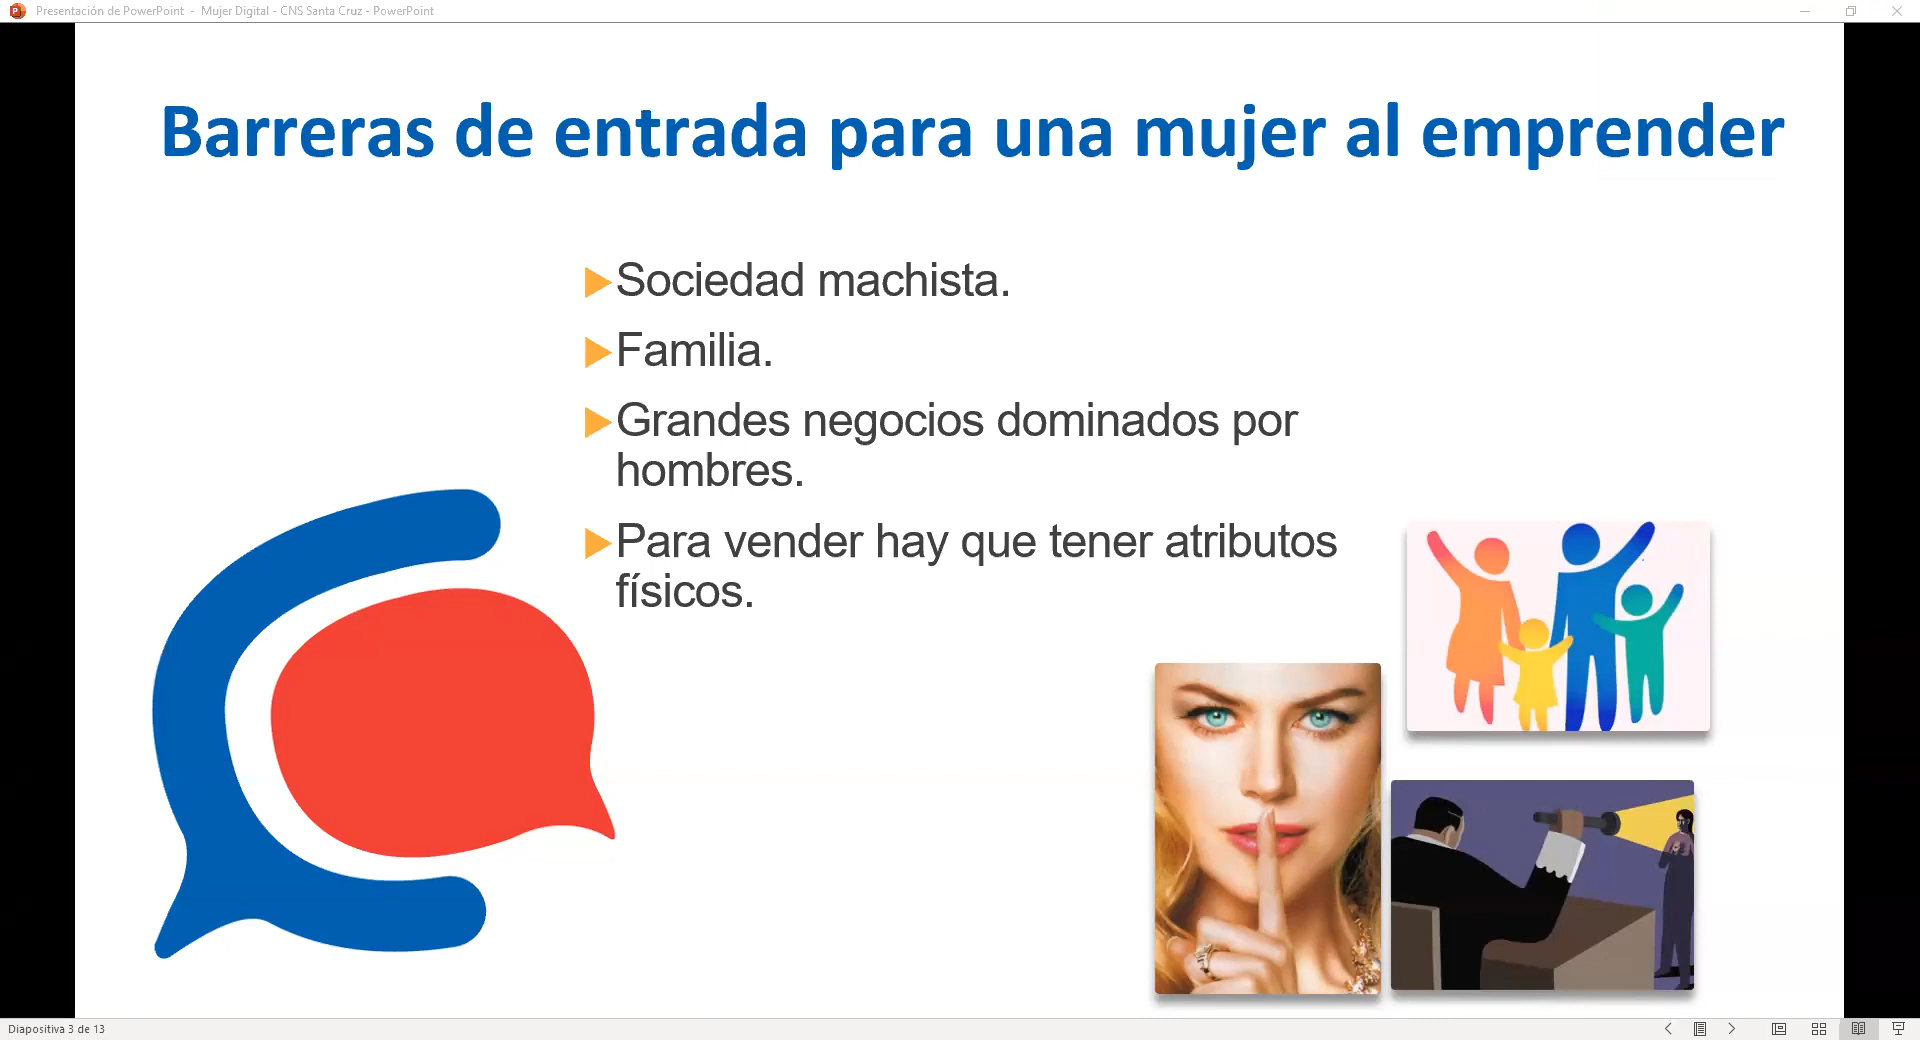 Presentación de PowerPoint - Mujer Digital - CNS Santa Cruz - PowerPoint
Barreras de entrada para una mujer al emprender
Sociedad machista.
Familia.
Grandes negocios dominados por
hombres.
Para vender hay que tener atributos
físicos.
Diapositiva 3 de 13